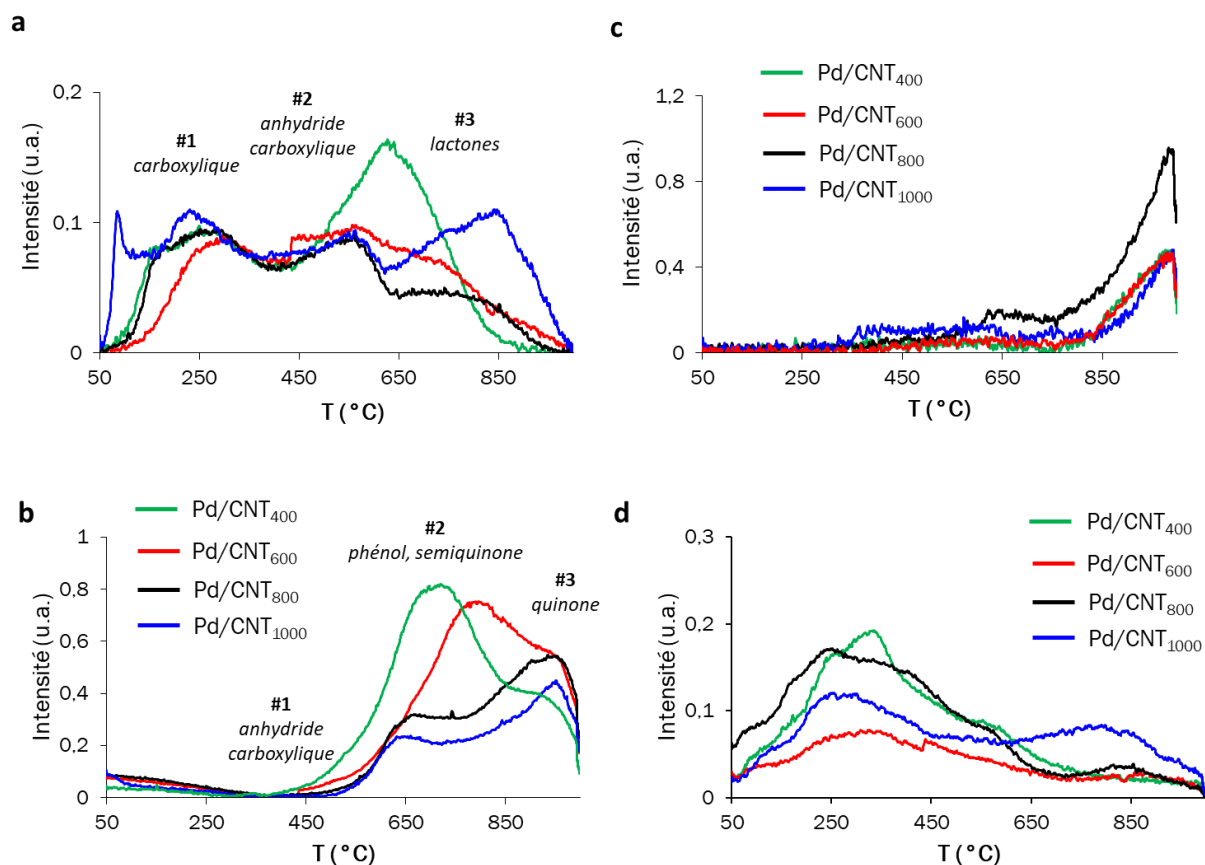 a
Intensité (u.a.)
0,2
0.1
0
#1
carboxylique
#2
anhydride
carboxylique
#3
lactones
50 250 450 650 850
T (°C)
c
Intensité (u.a.)
1,2
0.8
0.4
0
Pd/CNT400
Pd/CNT600
Pd/CNT800
Pd/CNT1000
50 250 450 650 850
T (°C)
b
Intensité (u.a.)
1
0.8
0.6
0.4
0.2
0
Pd/CNT400
Pd/CNT600
Pd/CNT800
Pd/CNT1000
#1
anhydride
carboxylique
#2
phénol, semiquinone
#3
quinone
50 250 450 650 850
T (°C)
d
Intensité (u.a.)
0.3
0.2
0.1
0
Pd/CNT400
Pd/CNT600
Pd/CNT800
Pd/CNT1000
50 250 450 650 850
T (°C)